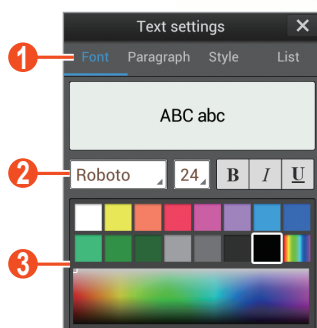 Text settings
1 Font Paragraph Style List
ABC abc
2 Roboto 24 B I U
3